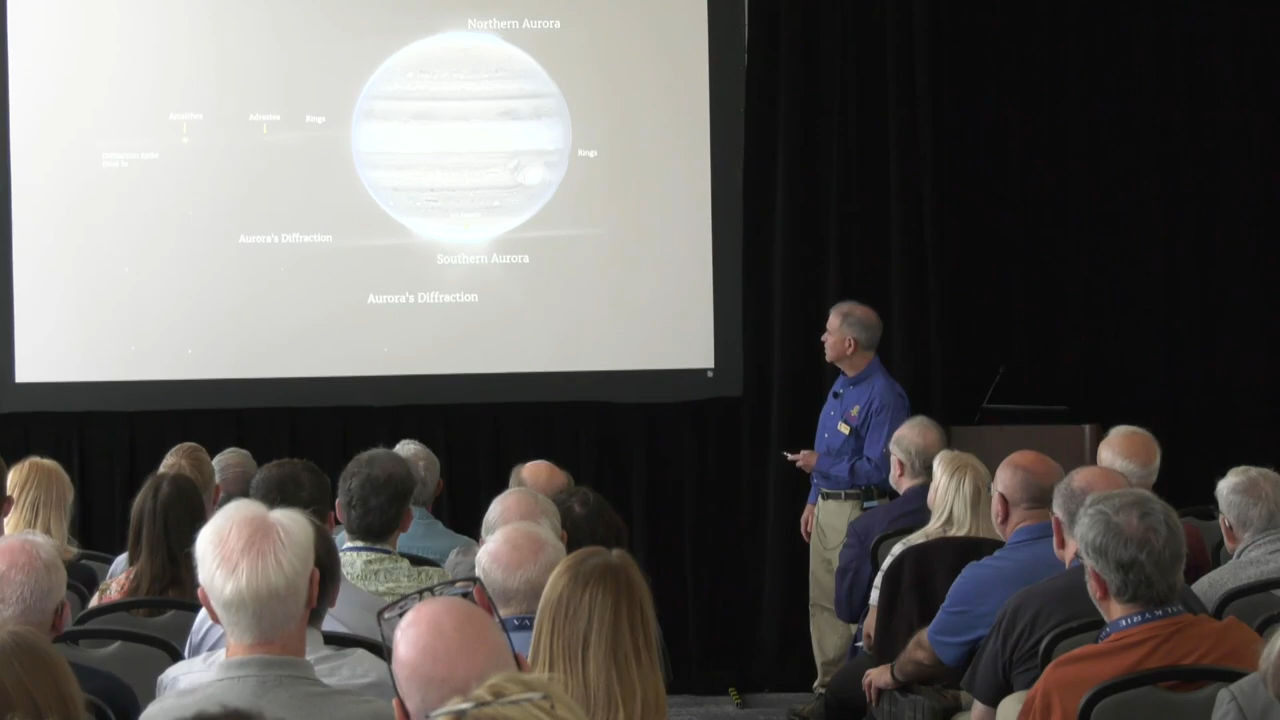 Northern Aurora
Amalthea
Adrastea
Rings
Rings
Aurora's Diffraction
Southern Aurora
Aurora's Diffraction